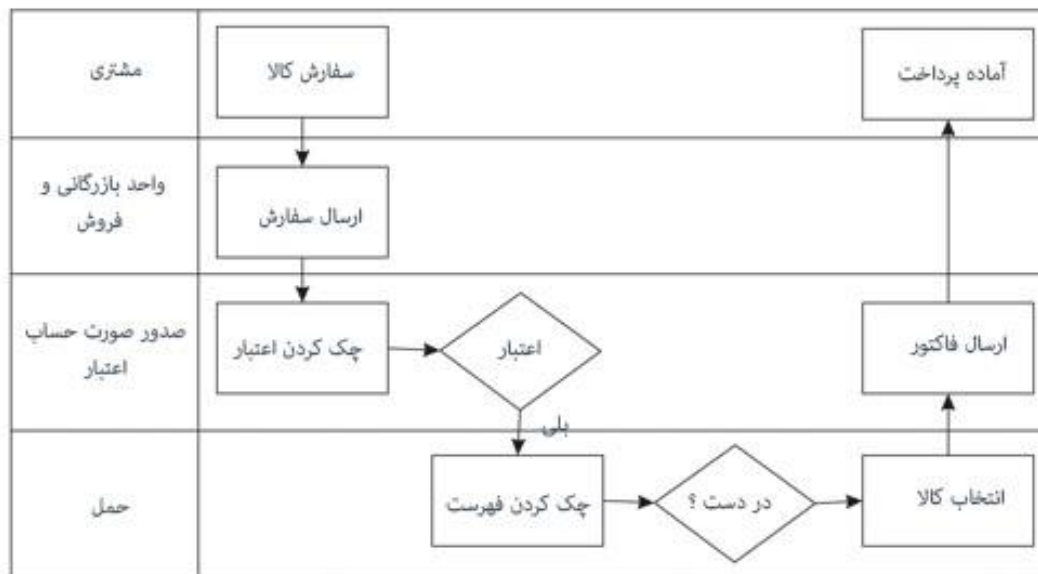 مشتری
سفارش کالا
آماده پرداخت
واحد بازرگانی و
فروش
ارسال سفارش
صدور صورت حساب
اعتبار
چک کردن اعتبار
اعتبار
ارسال فاکتور
بلی
حمل
چک کردن فهرست
در دست ؟
انتخاب کالا